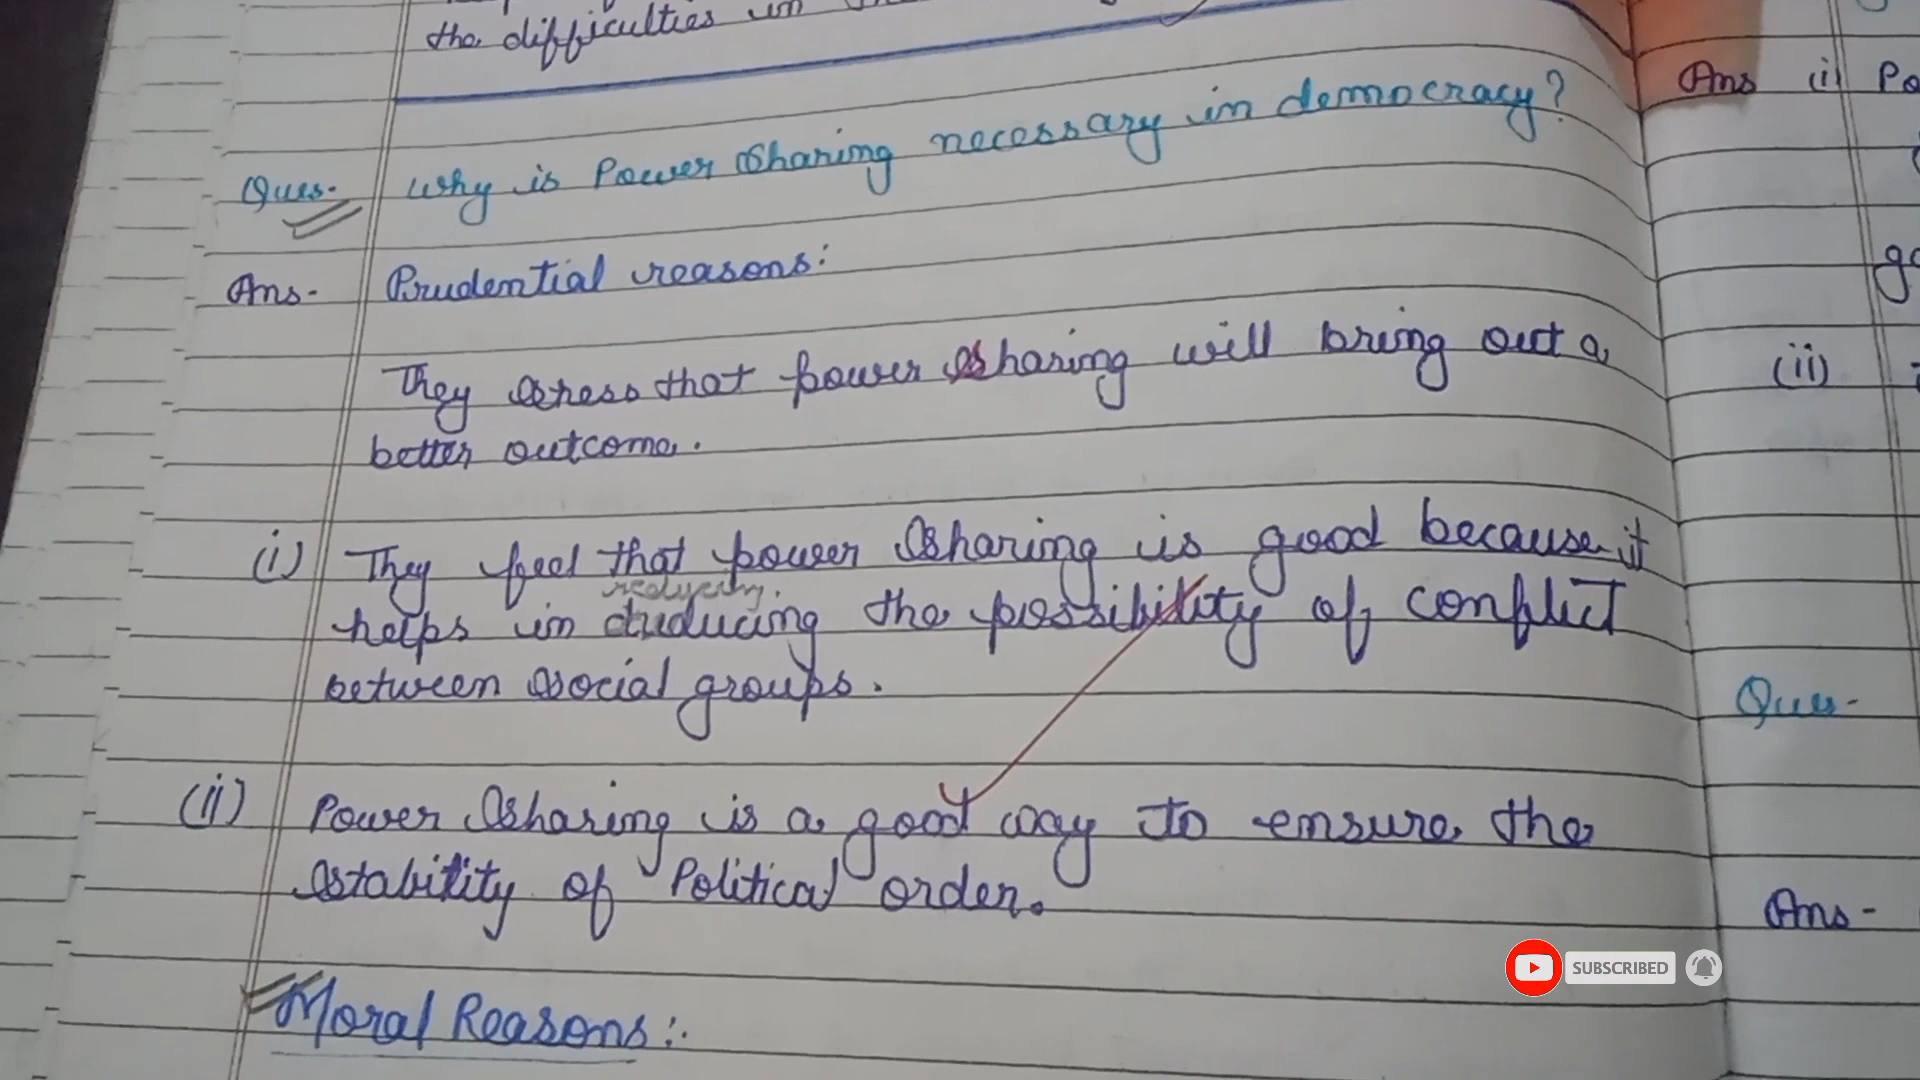 the difficulties in
Ques- Why is Power Sharing necessary in democracy?
Ans- Prudential reasons:
They stress that power sharing will bring out a
better outcome.
(i) They feel that power sharing is good because it
helps in reducing the possibility of conflict
between social groups.
(ii) Power sharing is a good way to ensure the
stability of Political order.
Moral Reasons:
Ans (i) Po
go
(ii)
Ques-
Ans-
SUBSCRIBED